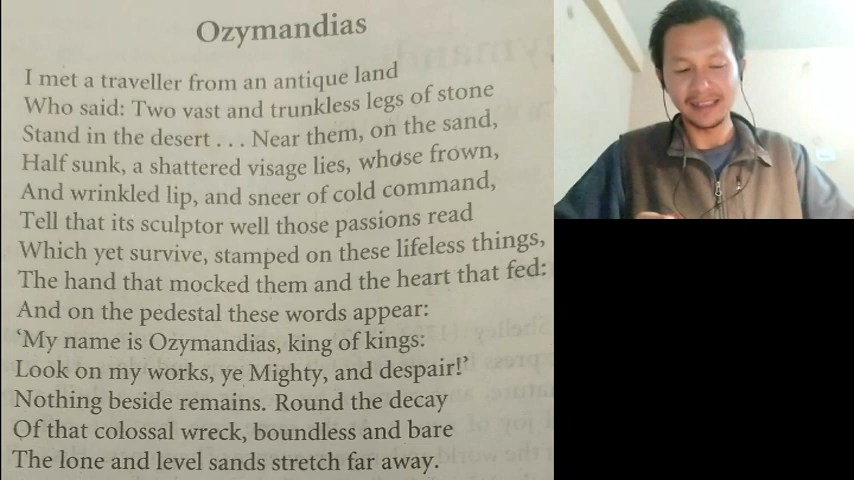 Ozymandias
I met a traveller from an antique land
Who said: Two vast and trunkless legs of stone
Stand in the desert . . . Near them, on the sand,
Half sunk, a shattered visage lies, whose frown,
And wrinkled lip, and sneer of cold command,
Tell that its sculptor well those passions read
Which yet survive, stamped on these lifeless things,
The hand that mocked them and the heart that fed:
And on the pedestal these words appear:
‘My name is Ozymandias, king of kings:
Look on my works, ye Mighty, and despair!’
Nothing beside remains. Round the decay
Of that colossal wreck, boundless and bare
The lone and level sands stretch far away.